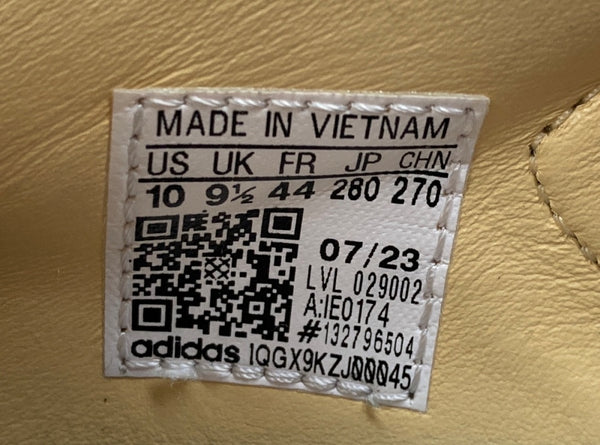 MADE IN VIETNAM
US UK FR JP CHN
10 9½ 44 280 270
07/23
LVL 029002
A:IE0174
#132796504
adidas 1QGX9KZJ00045